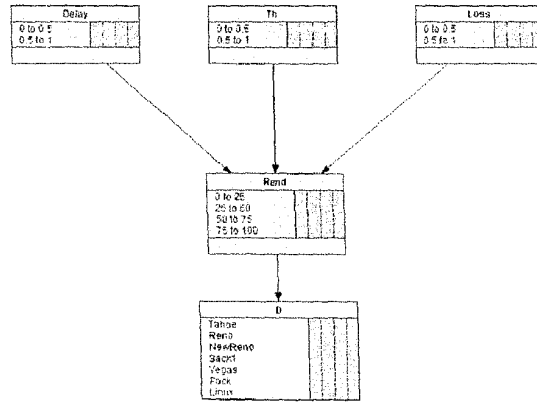 Delay
0 to 0.5
0.5 to 1
Th
0 to 0.5
0.5 to 1
Loss
0 to 0.5
0.5 to 1
Rend
0 to 25
25 to 50
50 to 75
75 to 100
D
Tahoe
Reno
NewReno
Sack1
Vegas
Fack
Linux